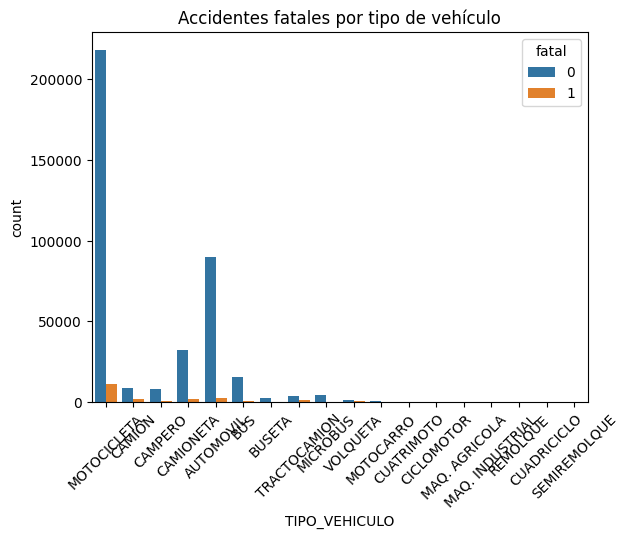 Accidentes fatales por tipo de vehículo
fatal
0
1
200000
150000
100000
50000
0
count
MOTOCICLETA
CAMION
CAMPERO
CAMIONETA
AUTOMOVIL
BUS
BUSETA
TRACTOCAMION
MICROBUS
VOLQUETA
MOTOCARRO
CUATRIMOTO
CICLOMOTOR
MAQ. AGRICOLA
MAQ. INDUSTRIAL
REMOLQUE
CUADRICICLO
SEMIREMOLQUE
TIPO_VEHICULO